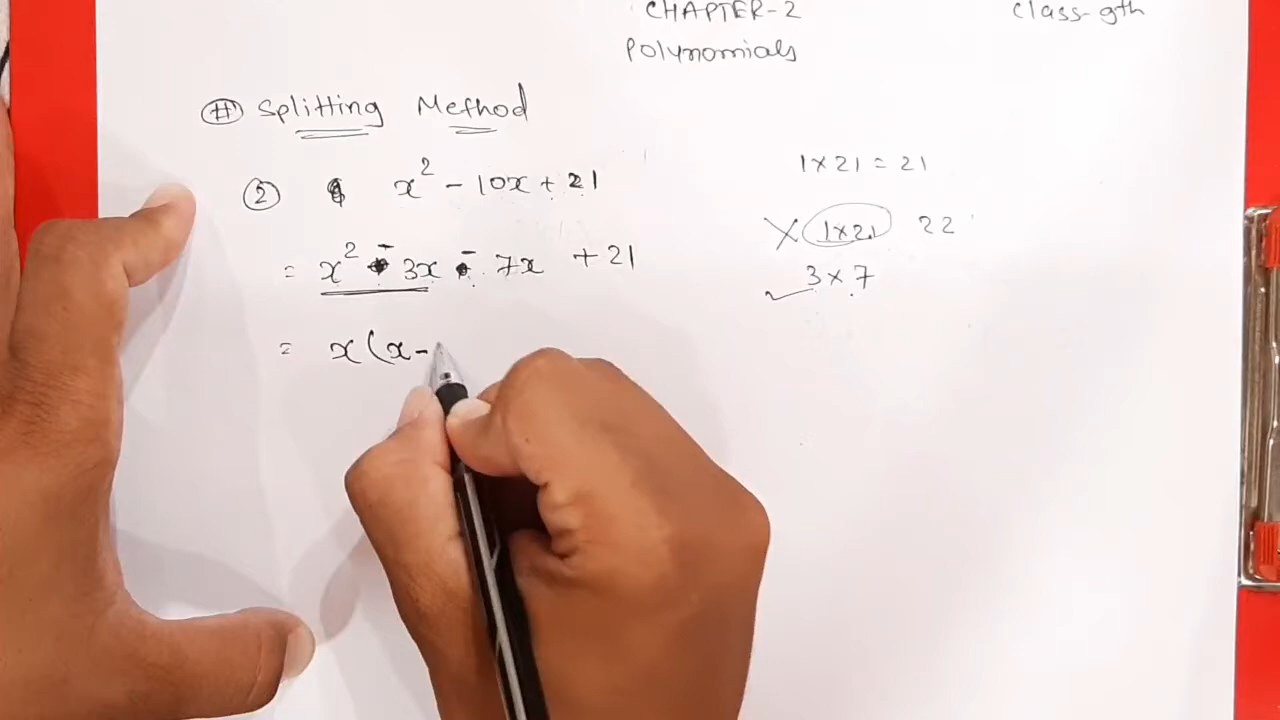 CHAPTER-2 Class-9th
Polynomials
# Splitting Method
② x² - 10x + 21
= x² - 3x - 7x + 21
= x(x -
1 x 21 = 21
X 1 x 21 22
3 x 7